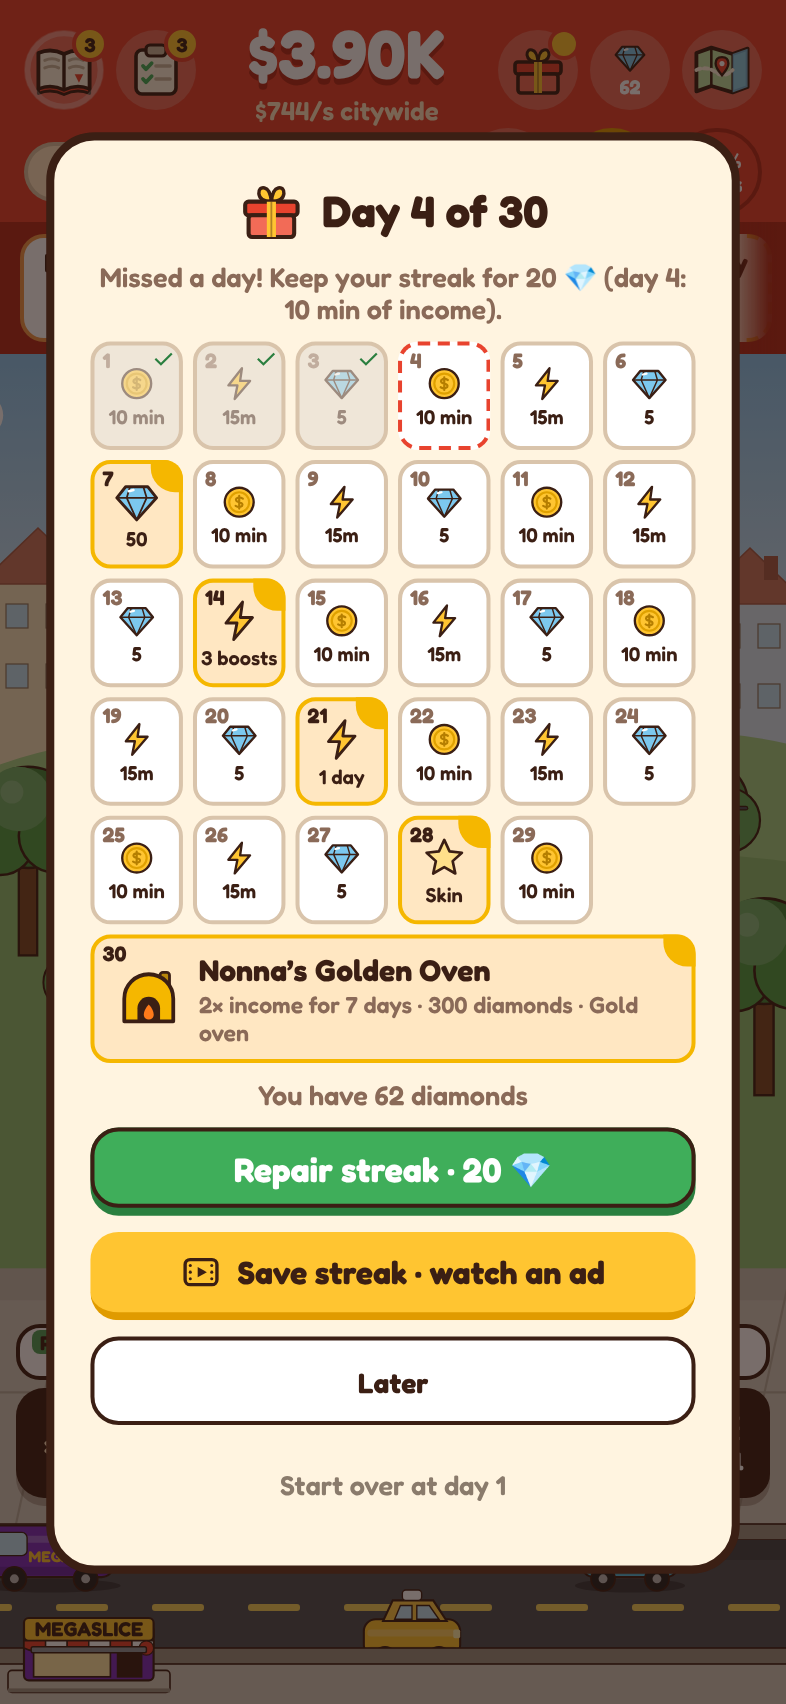 3
3
$3.90K
$744/s citywide
62
Day 4 of 30
Missed a day! Keep your streak for 20 💎 (day 4:
10 min of income).
1
10 min
2
15m
3
5
4
10 min
5
15m
6
5
7
50
8
10 min
9
15m
10
5
11
10 min
12
15m
13
5
14
3 boosts
15
10 min
16
15m
17
5
18
10 min
19
15m
20
5
21
1 day
22
10 min
23
15m
24
5
25
10 min
26
15m
27
5
28
Skin
29
10 min
30
Nonna's Golden Oven
2× income for 7 days · 300 diamonds · Gold
oven
You have 62 diamonds
Repair streak · 20 💎
Save streak · watch an ad
Later
Start over at day 1
MEGASLICE